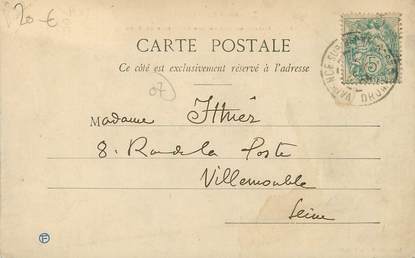 20 €
CARTE POSTALE
Ce côté est exclusivement réservé à l'adresse
07
Madame Ithier
8. Rue de la Poste
Villemomble
Seine